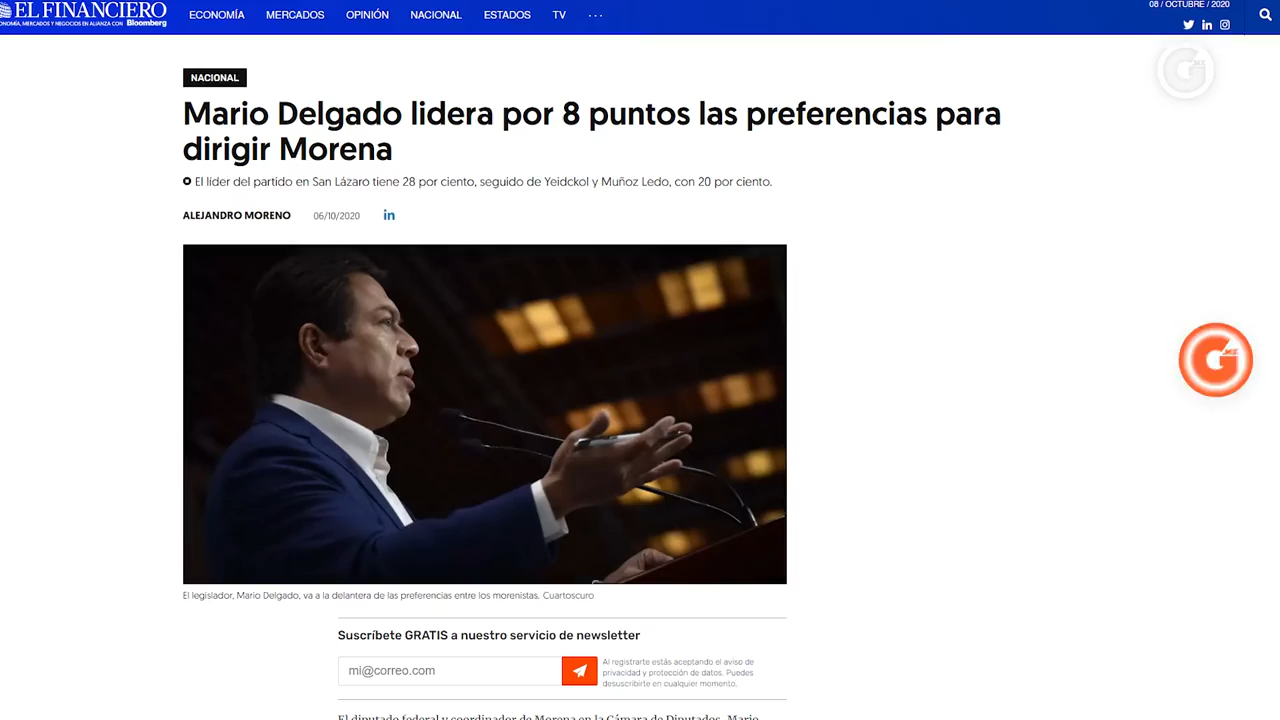 EL FINANCIERO
ECONOMÍA, MERCADOS Y NEGOCIOS EN ALIANZA CON Bloomberg
ECONOMÍA MERCADOS OPINIÓN NACIONAL ESTADOS TV ...
08 / OCTUBRE / 2020
NACIONAL
Mario Delgado lidera por 8 puntos las preferencias para
dirigir Morena
El líder del partido en San Lázaro tiene 28 por ciento, seguido de Yeidckol y Muñoz Ledo, con 20 por ciento.
ALEJANDRO MORENO 06/10/2020 in
El legislador, Mario Delgado, va a la delantera de las preferencias entre los morenistas. Cuartoscuro
Suscríbete GRATIS a nuestro servicio de newsletter
mi@correo.com
Al registrarte estás aceptando el aviso de
privacidad y protección de datos. Puedes
desuscribirte en cualquier momento.
El diputado federal y coordinador de Morena en la Cámara de Diputados, Mario